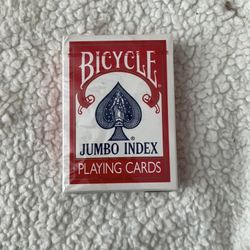 BICYCLE®
JUMBO INDEX
PLAYING CARDS